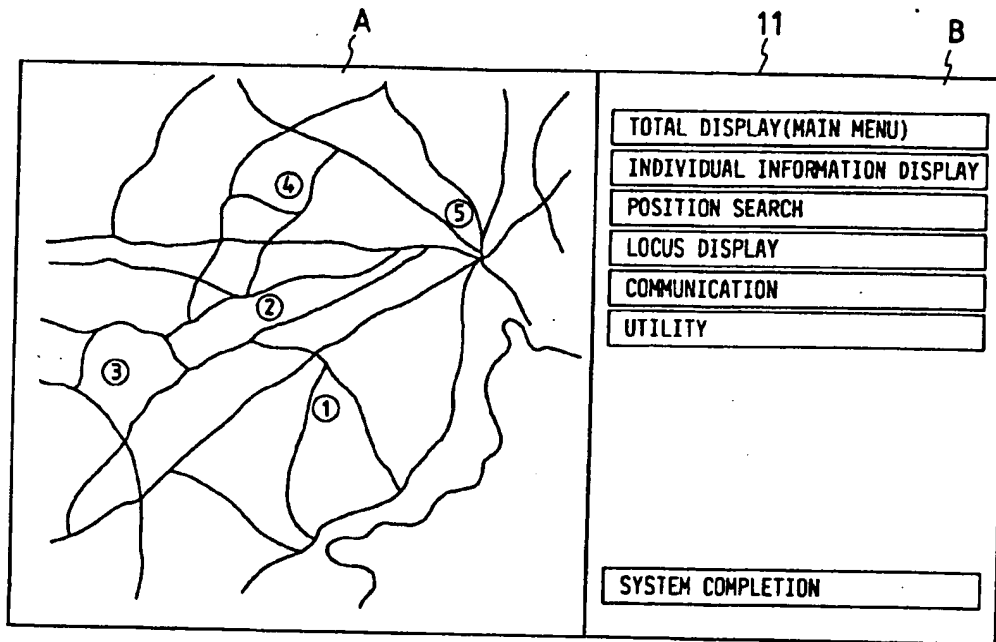 A
11
B
TOTAL DISPLAY(MAIN MENU)
INDIVIDUAL INFORMATION DISPLAY
POSITION SEARCH
LOCUS DISPLAY
COMMUNICATION
UTILITY
④
⑤
②
③
①
SYSTEM COMPLETION